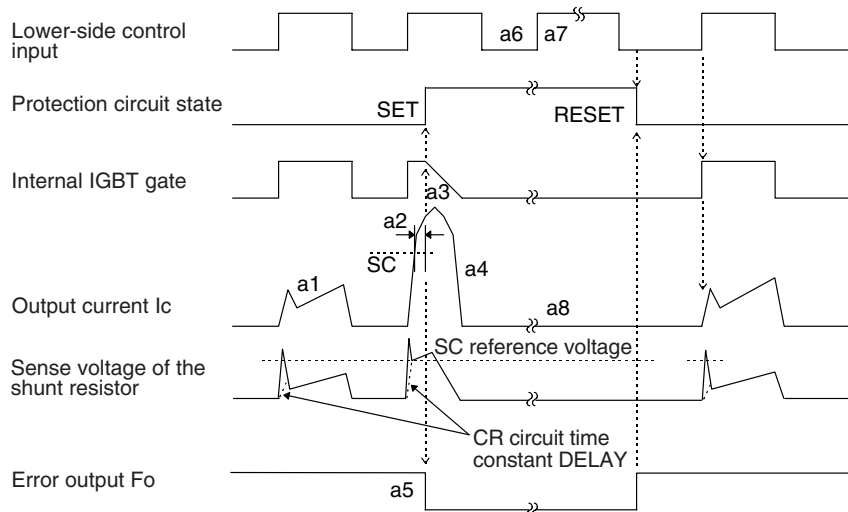 Lower-side control
input
a6
a7
Protection circuit state
SET
RESET
Internal IGBT gate
a3
a2
SC
a4
a1
Output current Ic
a8
SC reference voltage
Sense voltage of the
shunt resistor
CR circuit time
constant DELAY
Error output Fo
a5